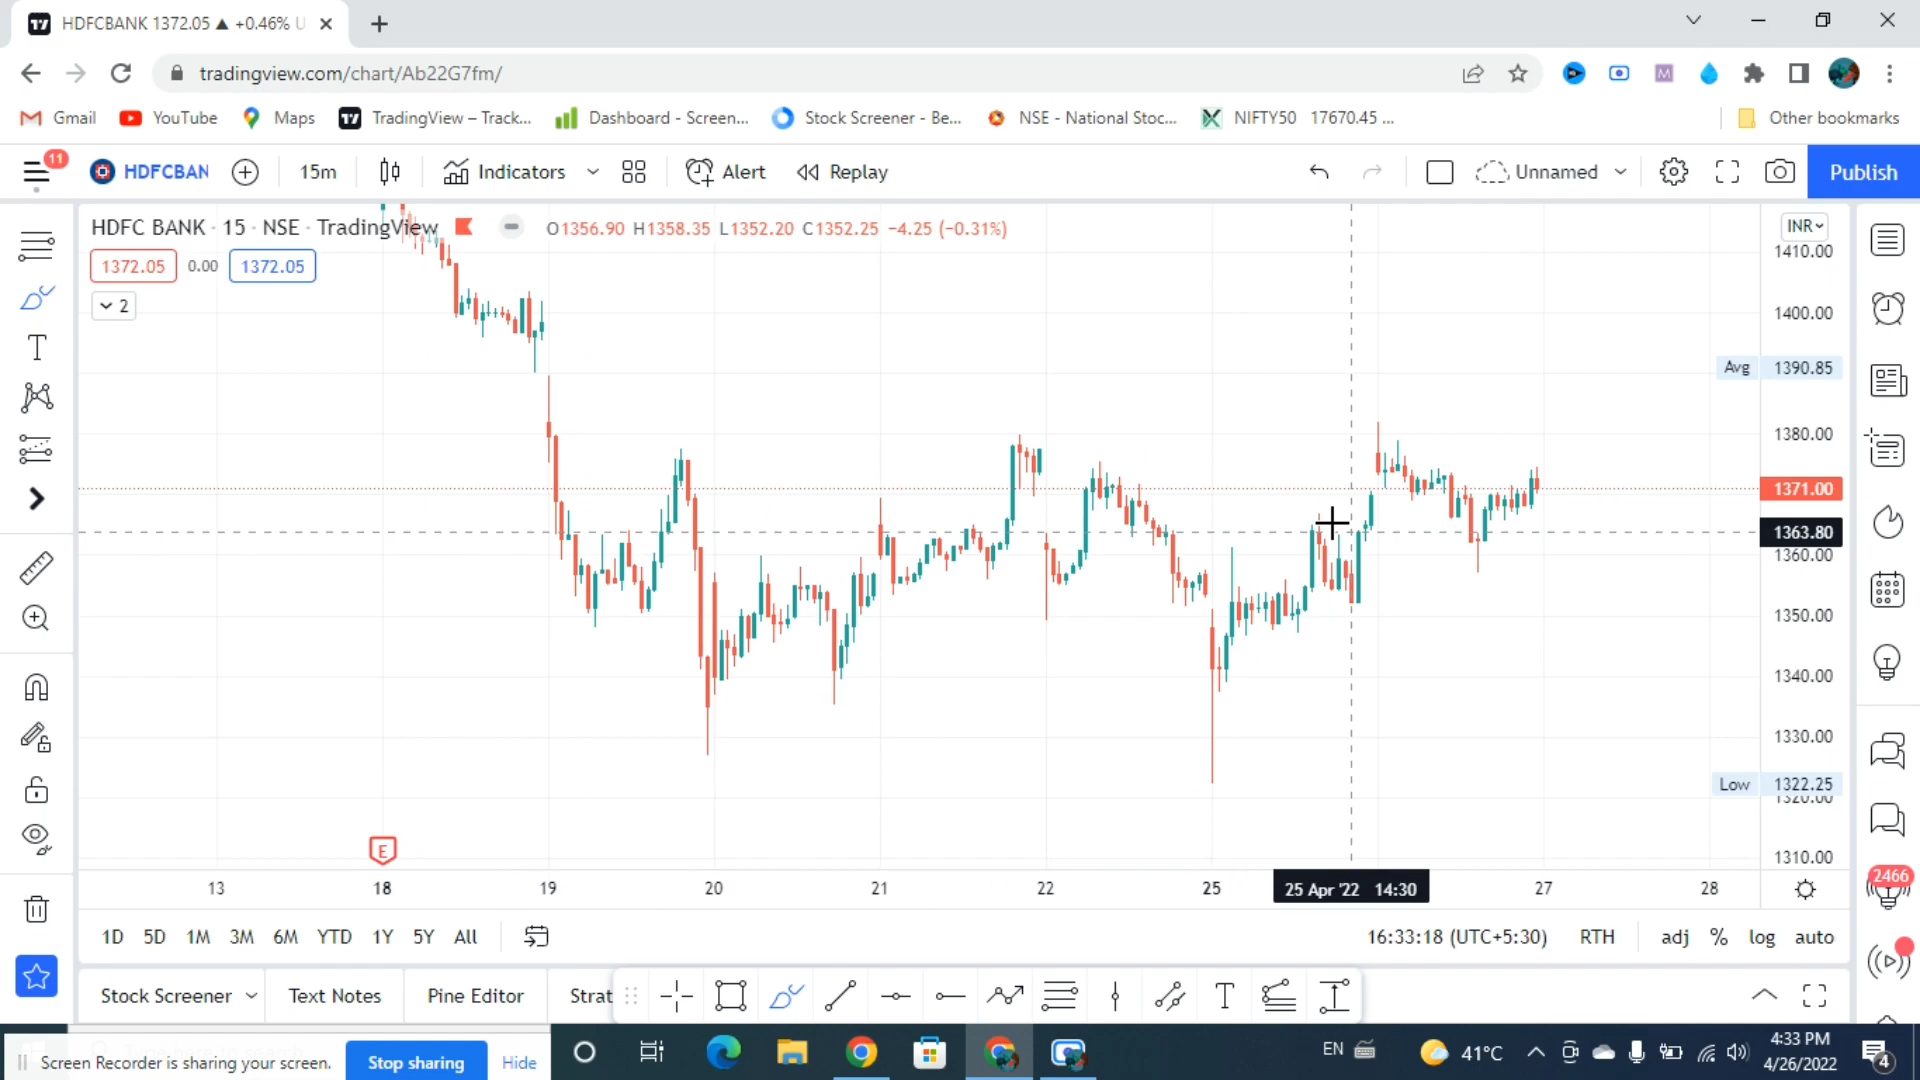 HDFCBANK 1372.05 ▲ +0.46% U
tradingview.com/chart/Ab22G7fm/
Gmail YouTube Maps TradingView – Track... Dashboard - Screen... Stock Screener - Be... NSE - National Stoc... NIFTY50 17670.45 ... Other bookmarks
11 HDFCBAN 15m Indicators Alert Replay Unnamed Publish
HDFC BANK · 15 · NSE · TradingView O1356.90 H1358.35 L1352.20 C1352.25 −4.25 (−0.31%) INR
1410.00
1372.05 0.00 1372.05
2
1400.00
Avg 1390.85
1380.00
1371.00
1363.80
1360.00
1350.00
1340.00
1330.00
Low 1322.25
1320.00
E
1310.00
13 18 19 20 21 22 25 25 Apr '22 14:30 27 28
2466
1D 5D 1M 3M 6M YTD 1Y 5Y All 16:33:18 (UTC+5:30) RTH adj % log auto
Stock Screener Text Notes Pine Editor Strat
Screen Recorder is sharing your screen. Stop sharing Hide
EN 41°C 4:33 PM
4/26/2022 4